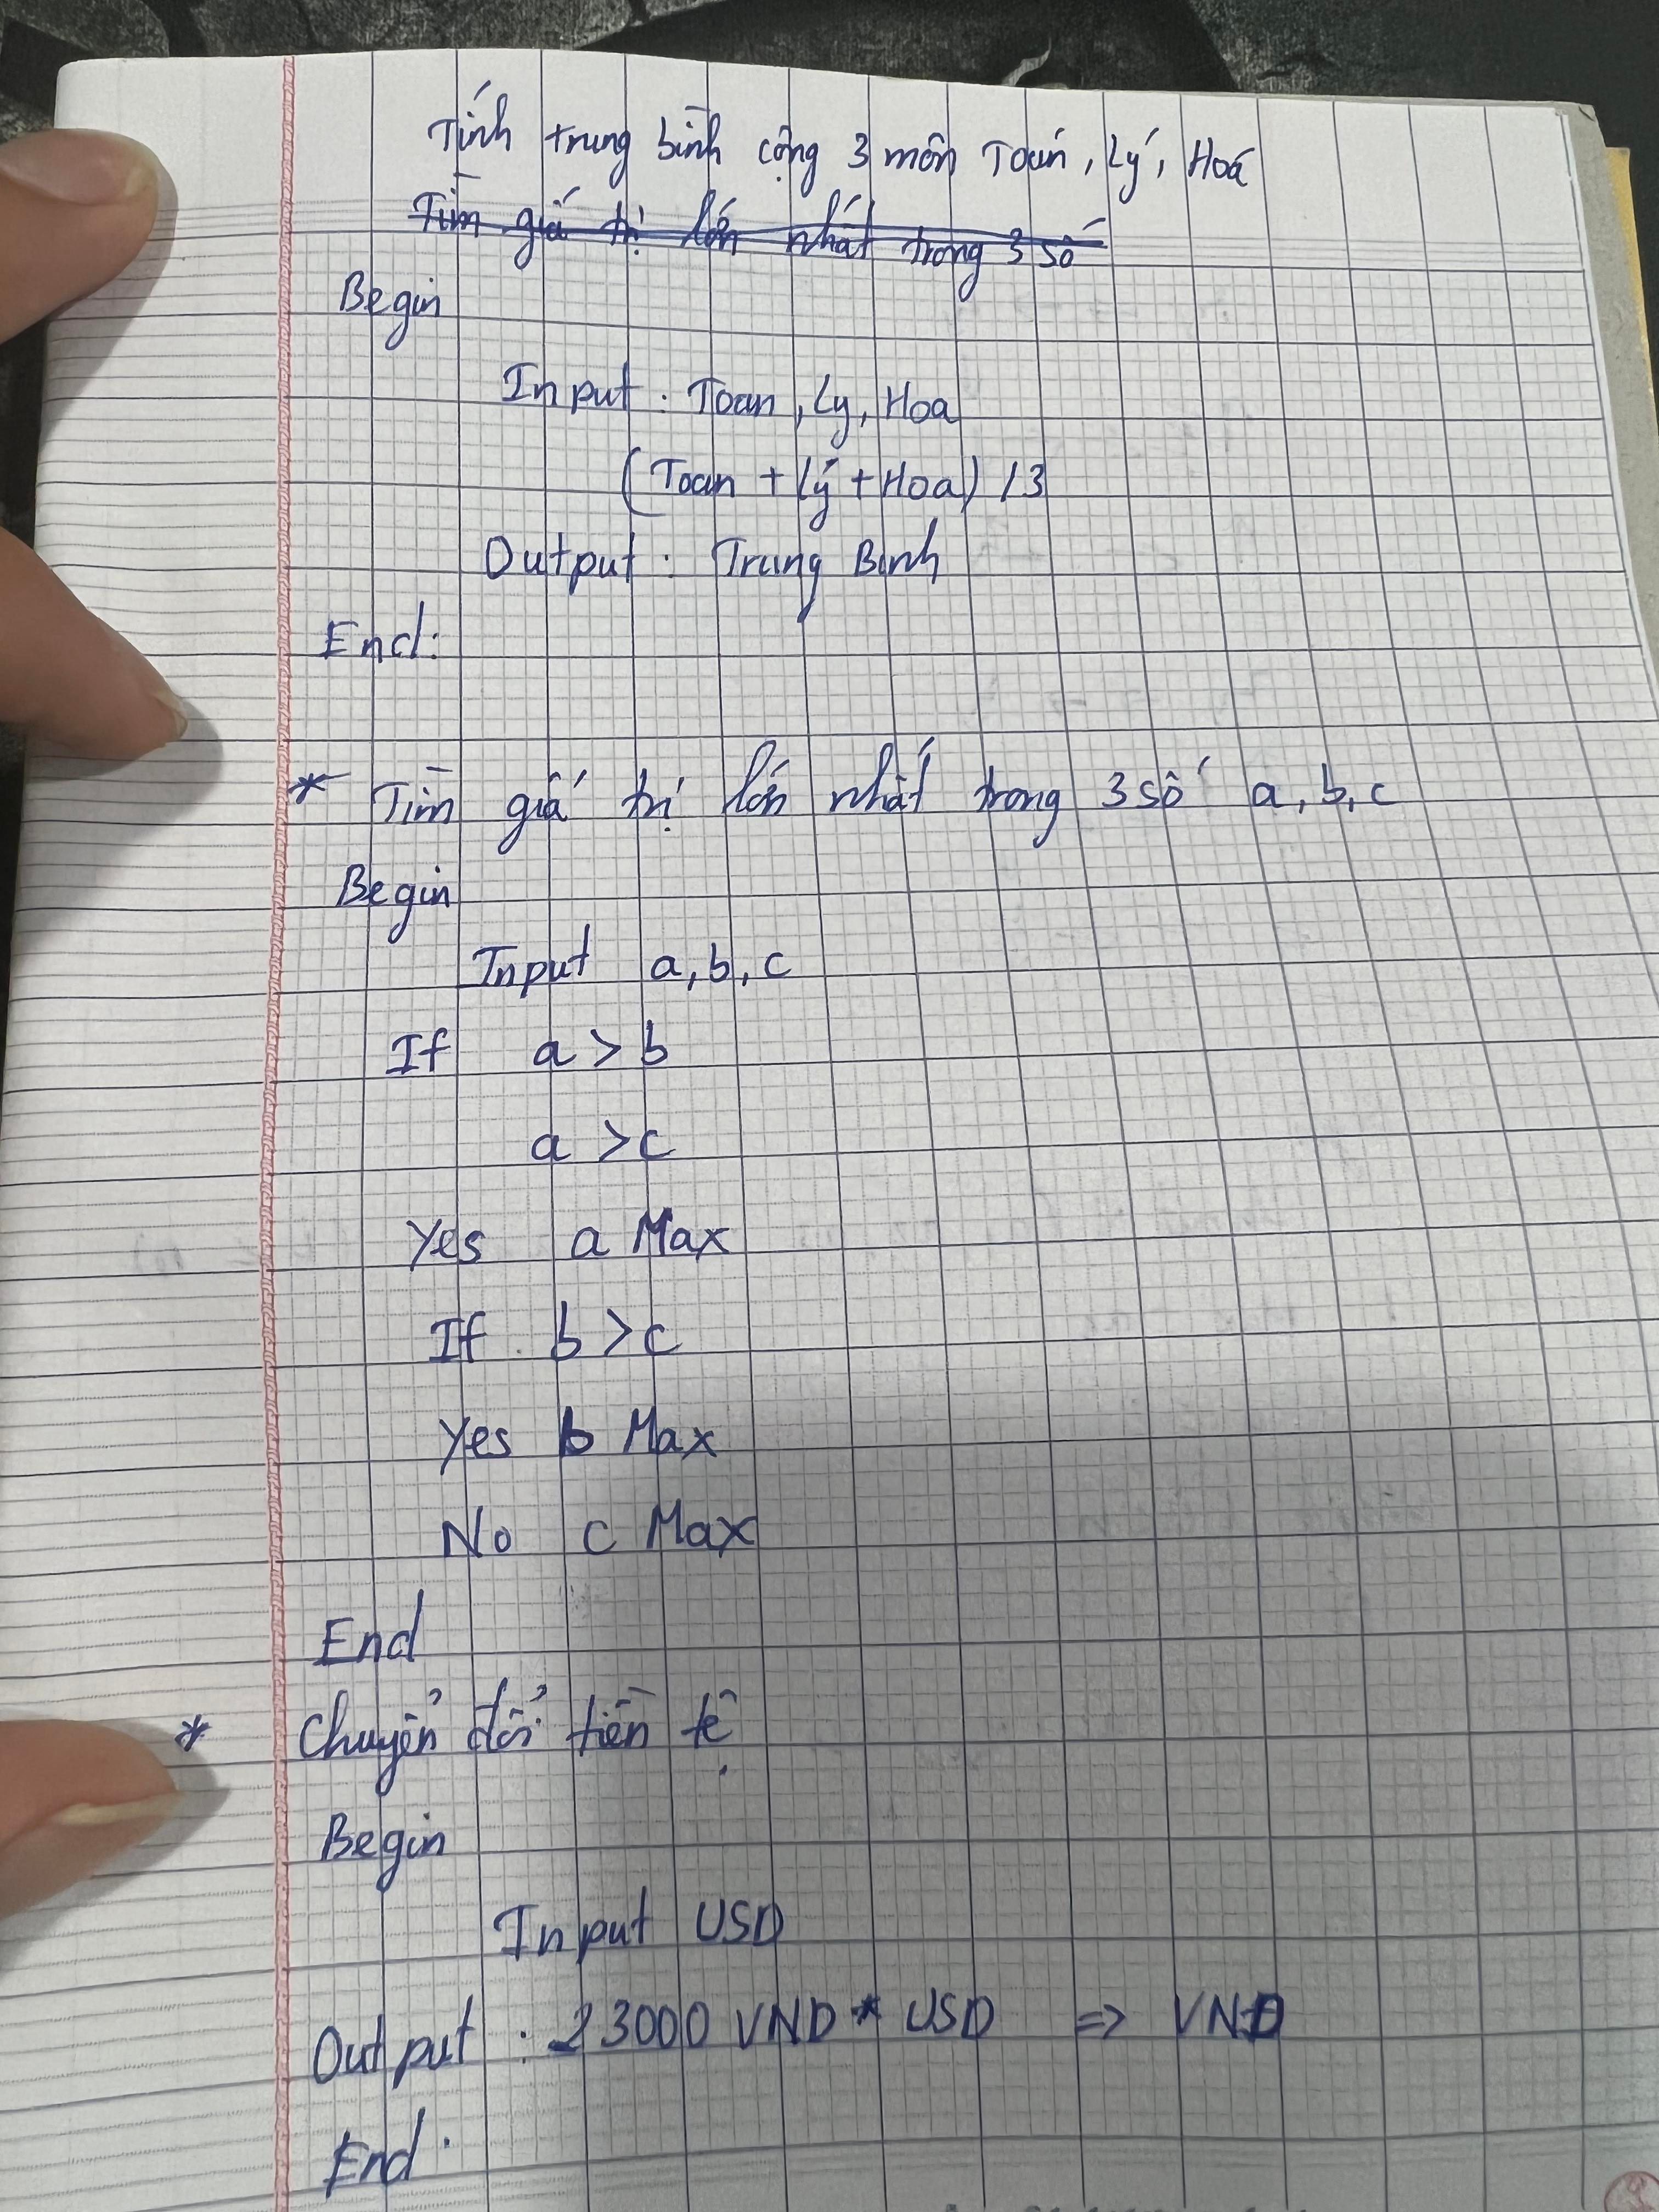 Tính trung bình cộng 3 môn Toán, Lý, Hoá
Tìm giá trị lớn nhất trong 3 số
Begin
Input : Toan, Ly, Hoa
(Toan + Lý + Hoa) / 3
Output : Trung Binh
End:
* Tìm giá trị lớn nhất trong 3 số a, b, c
Begin
Input a, b, c
If a > b
a > c
Yes a Max
If b > c
Yes b Max
No c Max
End
* Chuyển đổi tiền tệ
Begin
Input USD
Output : 23000 VND * USD => VND
End.